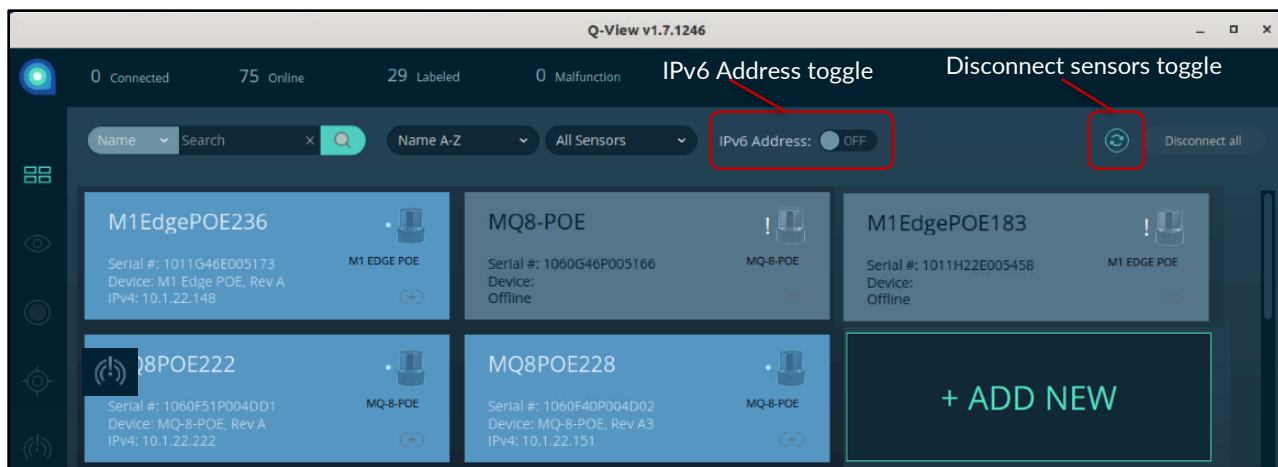 Q-View v1.7.1246
0 Connected 75 Online 29 Labeled 0 Malfunction
IPv6 Address toggle
Disconnect sensors toggle
Name Search × Name A-Z All Sensors IPv6 Address: OFF Disconnect all
M1EdgePOE236
M1 EDGE POE
Serial #: 1011G46E005173
Device: M1 Edge POE, Rev A
IPv4: 10.1.22.148
MQ8-POE
!
MQ-8-POE
Serial #: 1060G46P005166
Device:
Offline
M1EdgePOE183
!
M1 EDGE POE
Serial #: 1011H22E005458
Device:
Offline
Q8POE222
MQ-8-POE
Serial #: 1060F51P004DD1
Device: MQ-8-POE, Rev A
IPv4: 10.1.22.222
MQ8POE228
MQ-8-POE
Serial #: 1060F40P004D02
Device: MQ-8-POE, Rev A3
IPv4: 10.1.22.151
+ ADD NEW